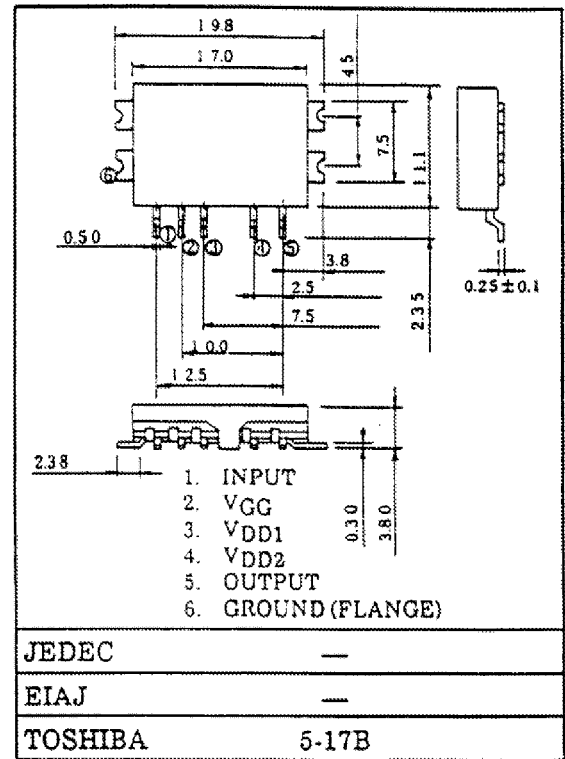 19.8
17.0
4.5
7.5
11.1
⑥
① 
0.50
② ③ ④ ⑤
3.8
2.5
0.25±0.1
7.5
2.35
10.0
12.5
2.38
0.30
3.80
1. INPUT
2. VGG
3. VDD1
4. VDD2
5. OUTPUT
6. GROUND (FLANGE)
JEDEC —
EIAJ —
TOSHIBA 5-17B